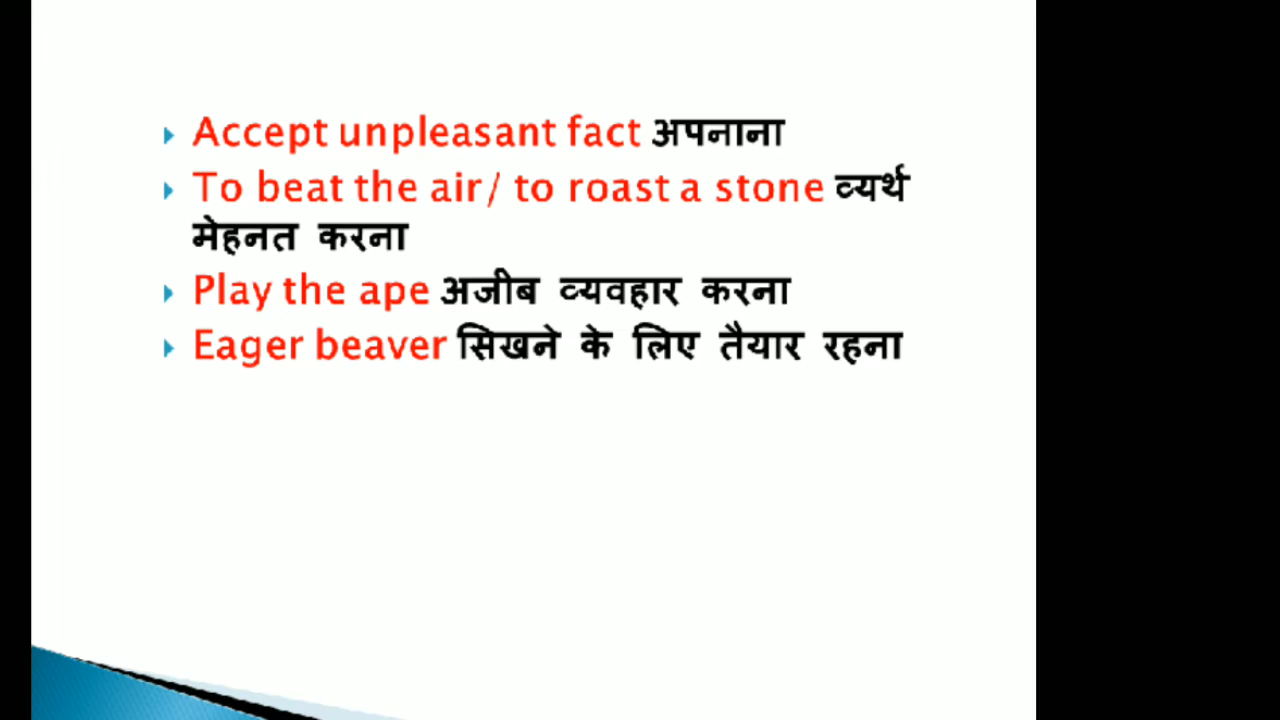 Accept unpleasant fact अपनाना
To beat the air/ to roast a stone व्यर्थ
मेहनत करना
Play the ape अजीब व्यवहार करना
Eager beaver सिखने के लिए तैयार रहना